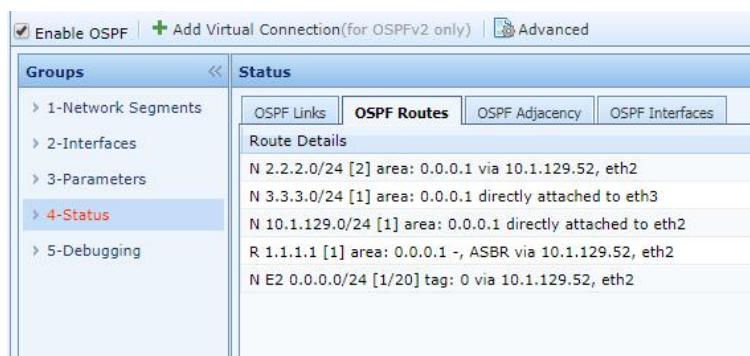 Enable OSPF Add Virtual Connection(for OSPFv2 only) Advanced
Groups
1-Network Segments
2-Interfaces
3-Parameters
4-Status
5-Debugging
Status
OSPF Links OSPF Routes OSPF Adjacency OSPF Interfaces
Route Details
N 2.2.2.0/24 [2] area: 0.0.0.1 via 10.1.129.52, eth2
N 3.3.3.0/24 [1] area: 0.0.0.1 directly attached to eth3
N 10.1.129.0/24 [1] area: 0.0.0.1 directly attached to eth2
R 1.1.1.1 [1] area: 0.0.0.1 -, ASBR via 10.1.129.52, eth2
N E2 0.0.0.0/24 [1/20] tag: 0 via 10.1.129.52, eth2